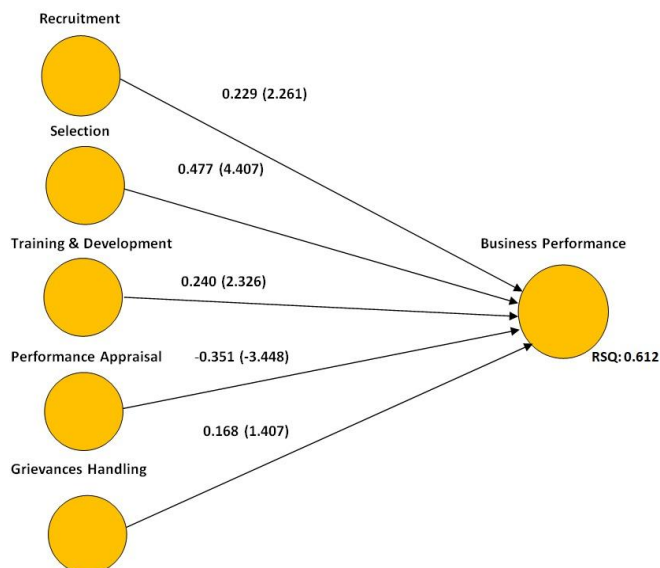 Recruitment
0.229 (2.261)
Selection
0.477 (4.407)
Training & Development
Business Performance
0.240 (2.326)
Performance Appraisal
-0.351 (-3.448)
RSQ: 0.612
0.168 (1.407)
Grievances Handling